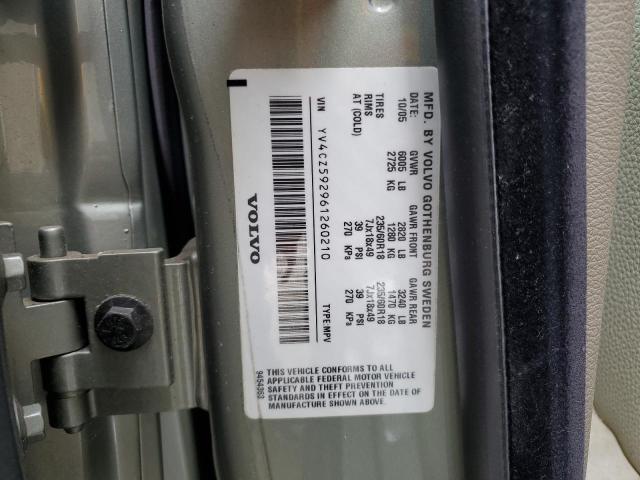 MFD. BY VOLVO GOTHENBURG SWEDEN
DATE: GVWR GAWR FRONT GAWR REAR
10/05 6005 LB 2820 LB 3240 LB
2725 KG 1280 KG 1470 KG
TIRES 235/60R18 235/60R18
RIMS 7Jx18x49 7Jx18x49
AT (COLD) 39 PSI 39 PSI
270 KPa 270 KPa
VIN YV4CZ592961260210 TYPE:MPV
VOLVO
THIS VEHICLE CONFORMS TO ALL
APPLICABLE FEDERAL MOTOR VEHICLE
SAFETY AND THEFT PREVENTION
STANDARDS IN EFFECT ON THE DATE OF
MANUFACTURE SHOWN ABOVE.
9454363